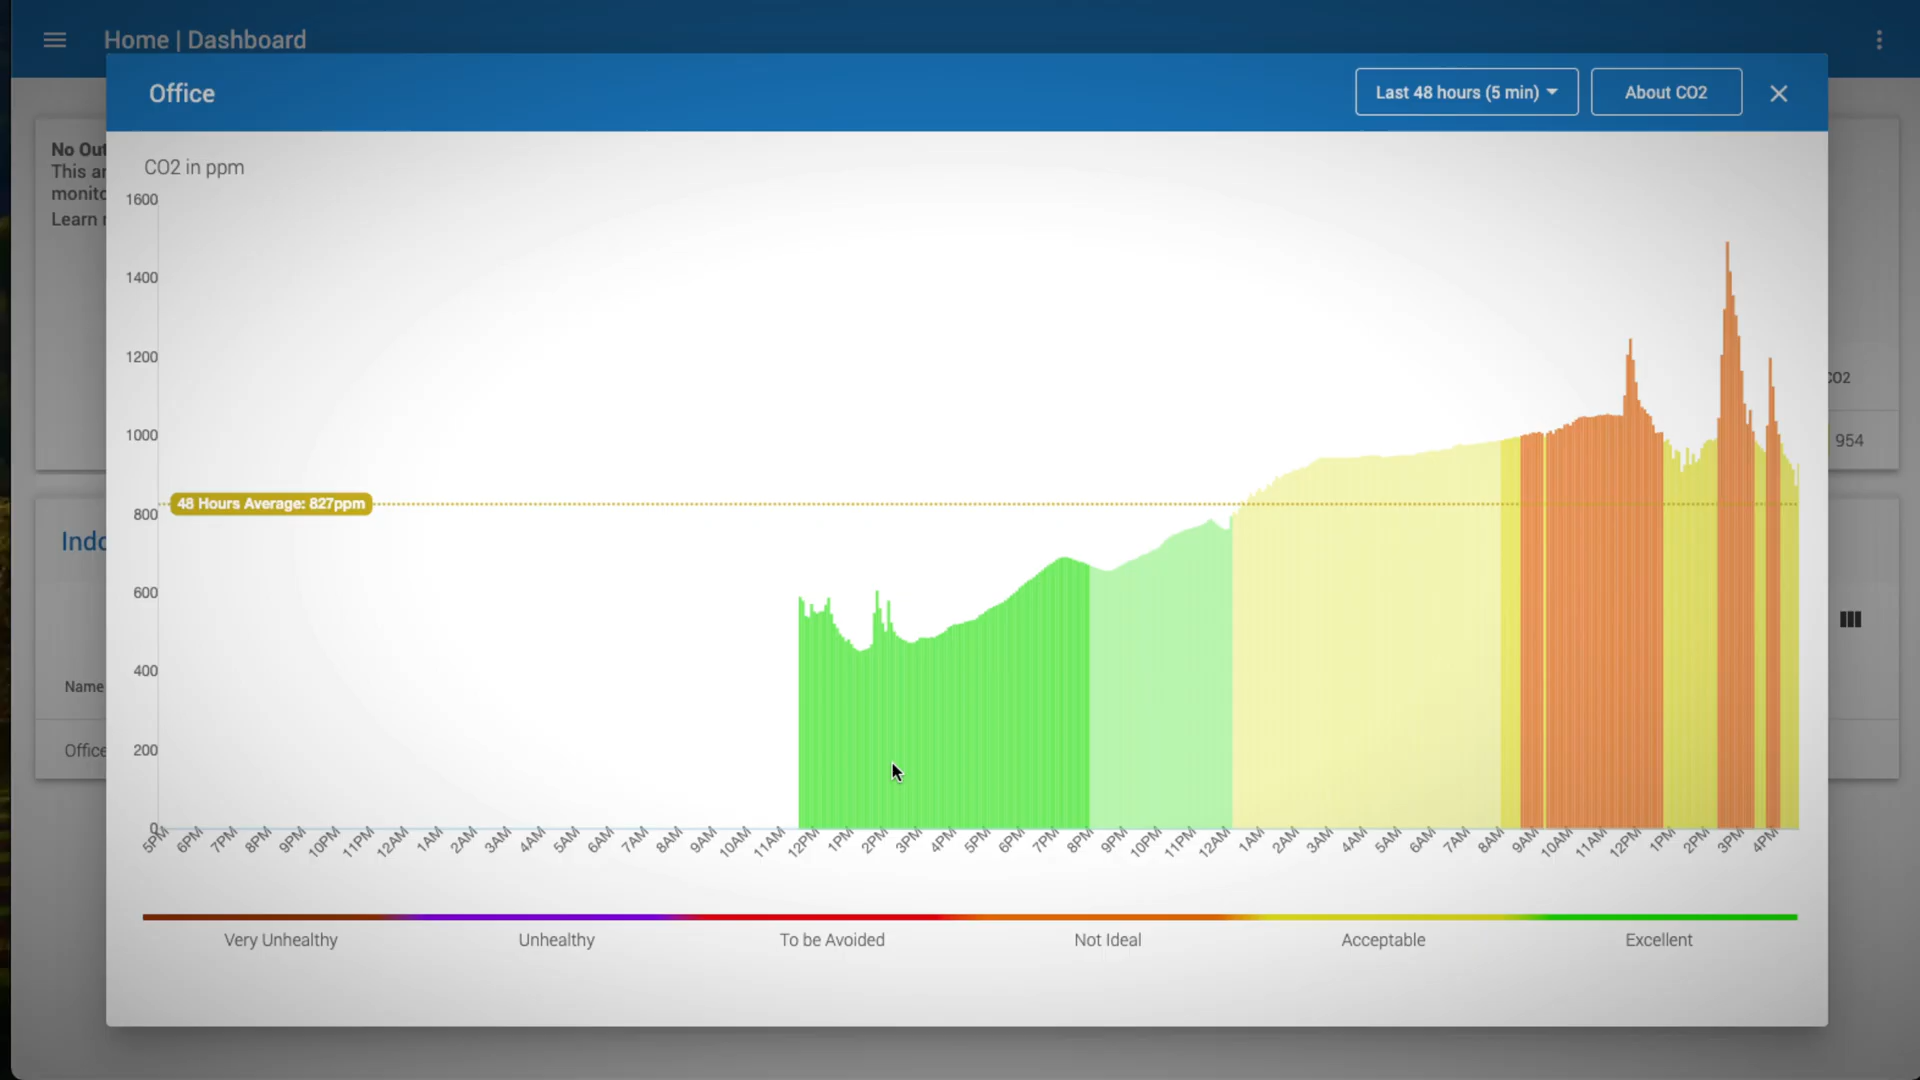 Home | Dashboard
Office
Last 48 hours (5 min)
About CO2
No Out
This ar
monito
Learn
CO2 in ppm
1600
1400
1200
1000
800
600
400
200
0
48 Hours Average: 827ppm
CO2
954
Indo
Name
Office
5PM 6PM 7PM 8PM 9PM 10PM 11PM 12AM 1AM 2AM 3AM 4AM 5AM 6AM 7AM 8AM 9AM 10AM 11AM 12PM 1PM 2PM 3PM 4PM 5PM 6PM 7PM 8PM 9PM 10PM 11PM 12AM 1AM 2AM 3AM 4AM 5AM 6AM 7AM 8AM 9AM 10AM 11AM 12PM 1PM 2PM 3PM 4PM
Very Unhealthy
Unhealthy
To be Avoided
Not Ideal
Acceptable
Excellent